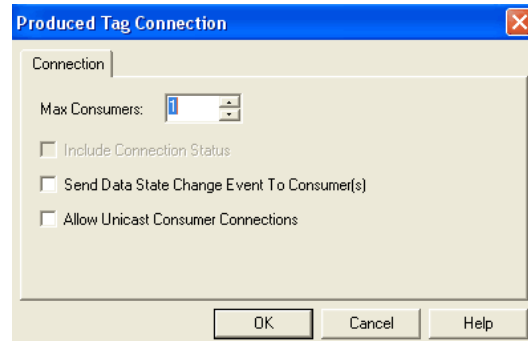 Produced Tag Connection
Connection
Max Consumers: 1
Include Connection Status
Send Data State Change Event To Consumer(s)
Allow Unicast Consumer Connections
OK Cancel Help